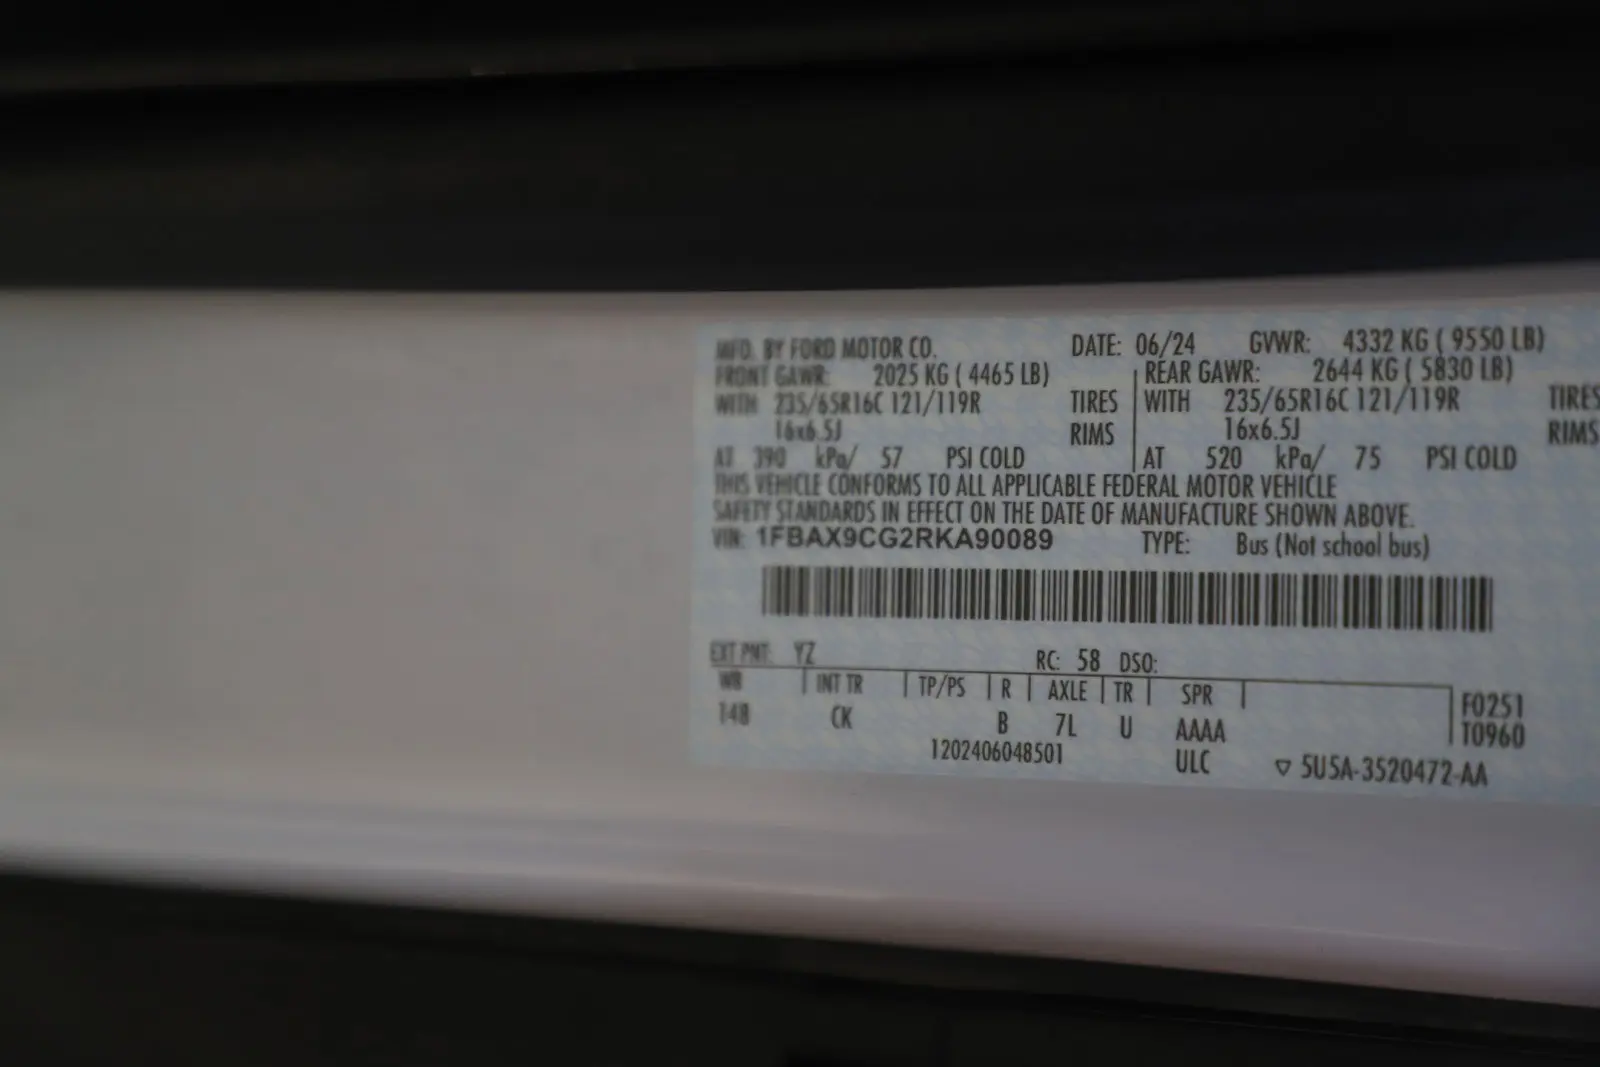 MFD. BY FORD MOTOR CO. DATE: 06/24 GVWR: 4332 KG ( 9550 LB)
FRONT GAWR: 2025 KG ( 4465 LB) REAR GAWR: 2644 KG ( 5830 LB)
WITH 235/65R16C 121/119R TIRES WITH 235/65R16C 121/119R TIRES
16x6.5J RIMS 16x6.5J RIMS
AT 390 kPa/ 57 PSI COLD AT 520 kPa/ 75 PSI COLD
THIS VEHICLE CONFORMS TO ALL APPLICABLE FEDERAL MOTOR VEHICLE
SAFETY STANDARDS IN EFFECT ON THE DATE OF MANUFACTURE SHOWN ABOVE.
VIN: 1FBAX9CG2RKA90089 TYPE: Bus (Not school bus)
EXT PNT: YZ RC: 58 DSO:
WB INT TR TP/PS R AXLE TR SPR F0251
148 CK B 7L U AAAA T0960
1202406048501 ULC ▽ 5U5A-3520472-AA